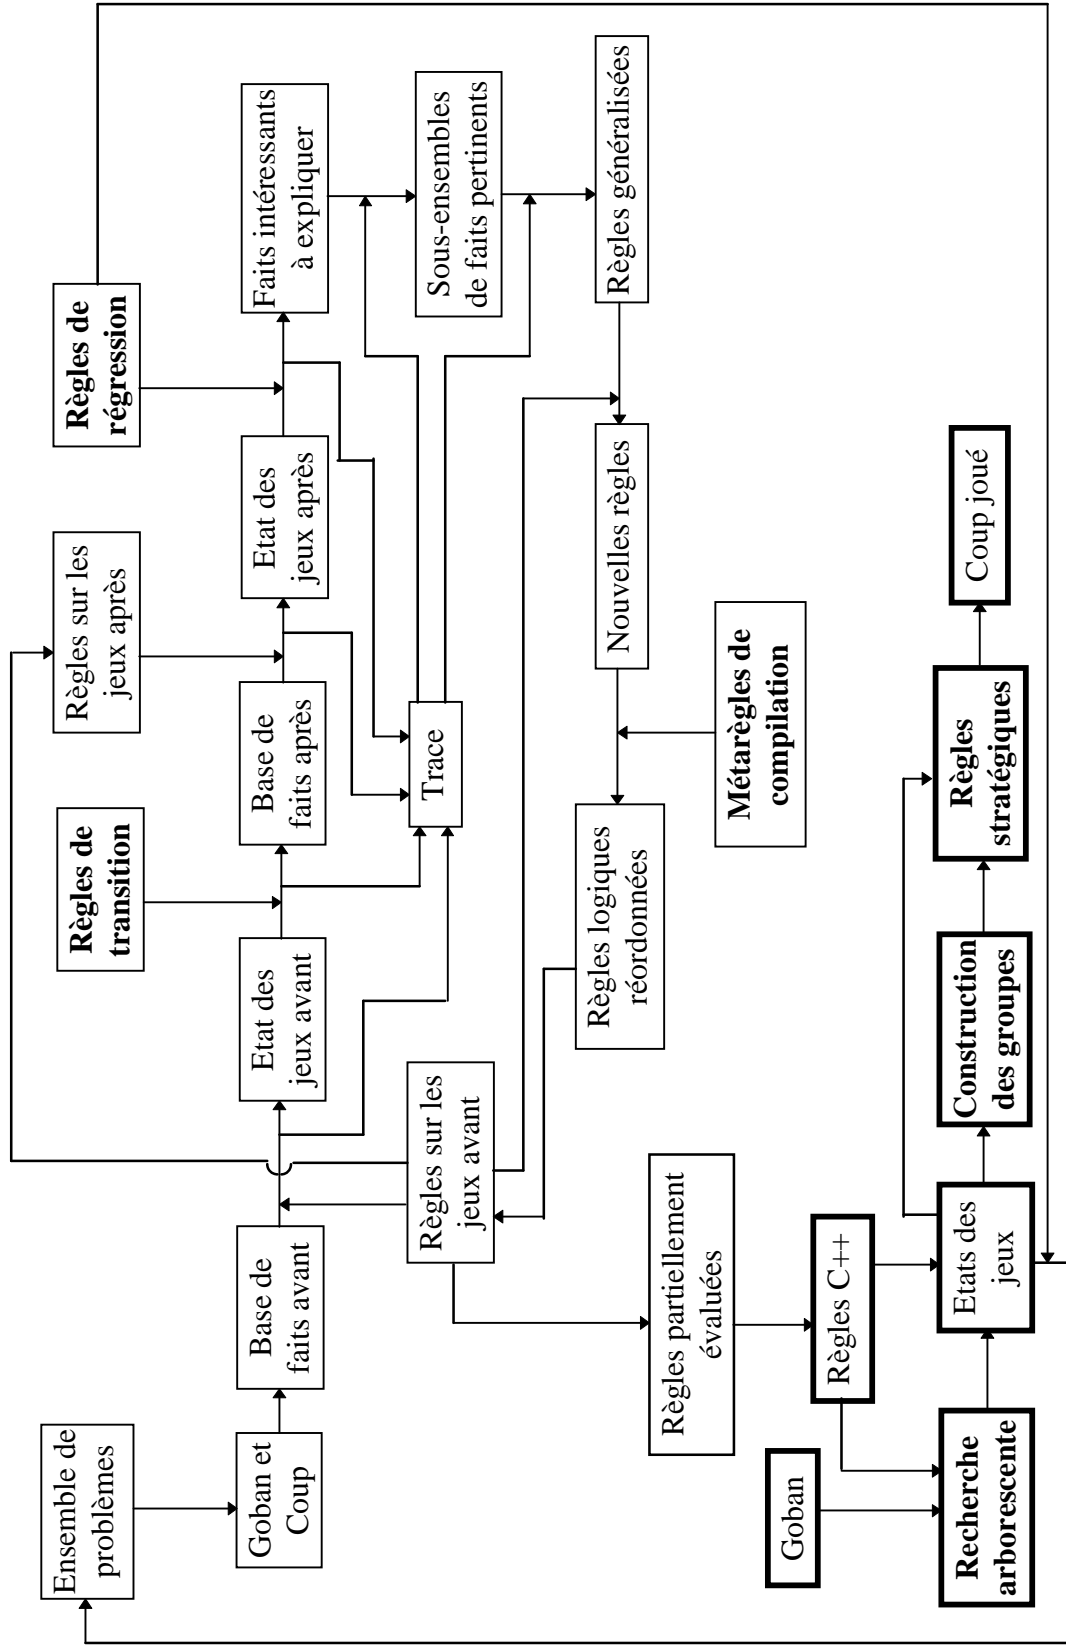 Ensemble de
problèmes
Règles de
transition
Règles sur les
jeux après
Règles de
régression
Goban et
Coup
Base de
faits avant
Etat des
jeux avant
Base de
faits après
Etat des
jeux après
Faits intéressants
à expliquer
Règles sur les
jeux avant
Trace
Sous-ensembles
de faits pertinents
Règles logiques
réordonnées
Nouvelles règles
Règles généralisées
Règles partiellement
évaluées
Métarègles de
compilation
Goban
Règles C++
Recherche
arborescente
Etats des
jeux
Construction
des groupes
Règles
stratégiques
Coup joué